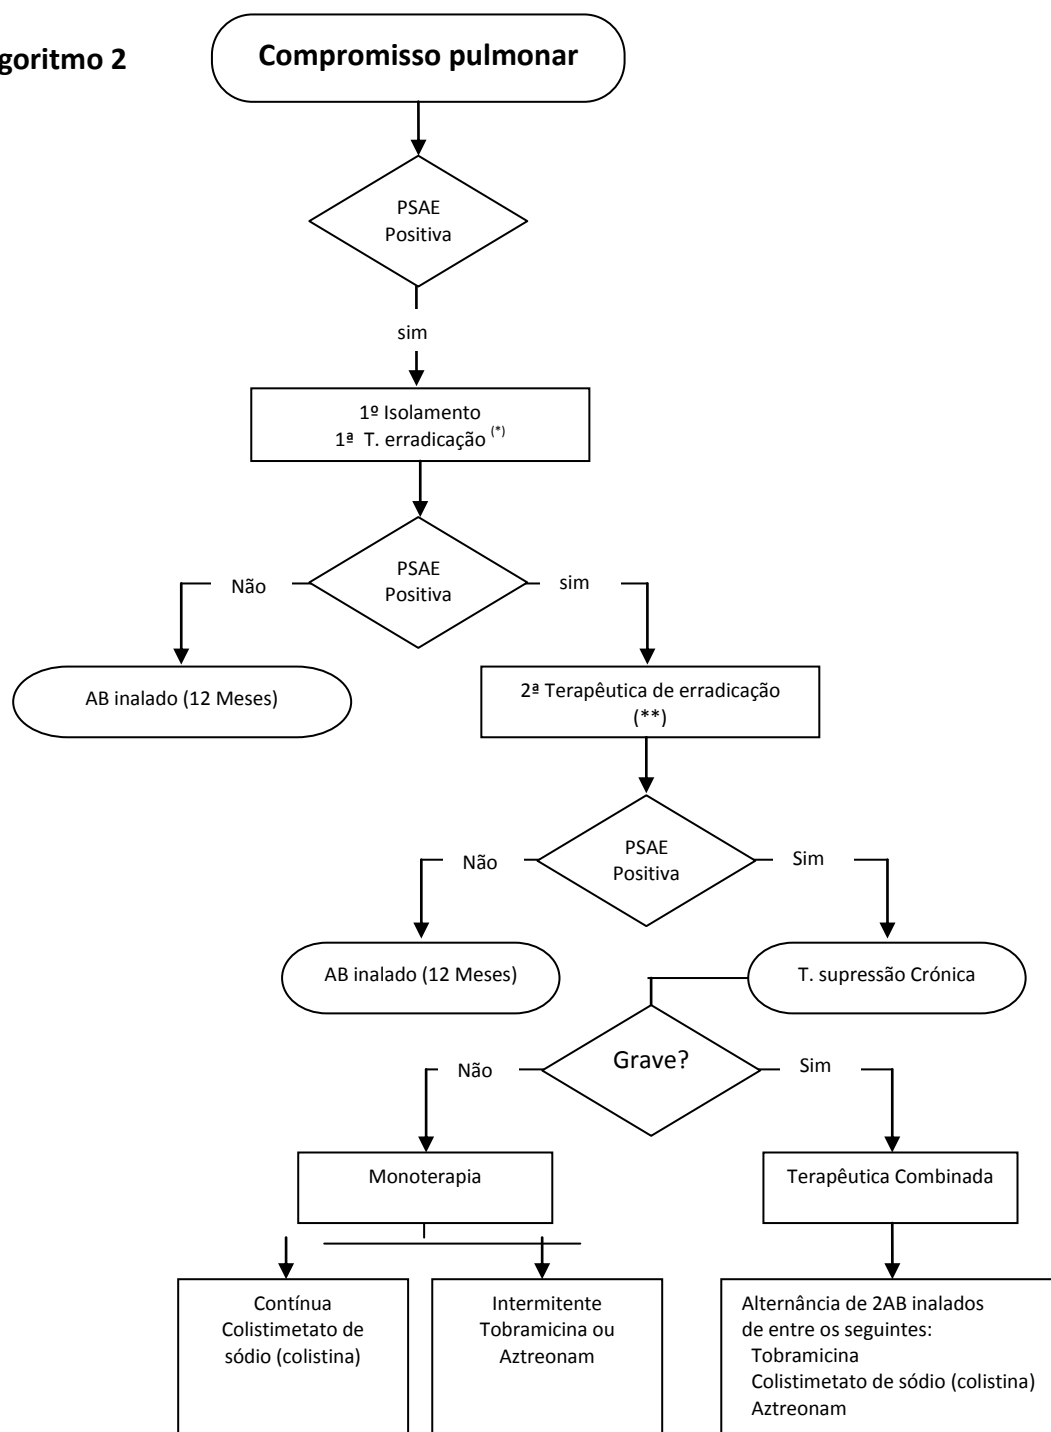 goritmo 2
Compromisso pulmonar
PSAE
Positiva
sim
1º Isolamento
1ª T. erradicação (*)
PSAE
Positiva
Não
sim
AB inalado (12 Meses)
2ª Terapêutica de erradicação
(**)
PSAE
Positiva
Não
Sim
AB inalado (12 Meses)
T. supressão Crónica
Grave?
Não
Sim
Monoterapia
Terapêutica Combinada
Contínua
Colistimetato de
sódio (colistina)
Intermitente
Tobramicina ou
Aztreonam
Alternância de 2AB inalados
de entre os seguintes:
Tobramicina
Colistimetato de sódio (colistina)
Aztreonam